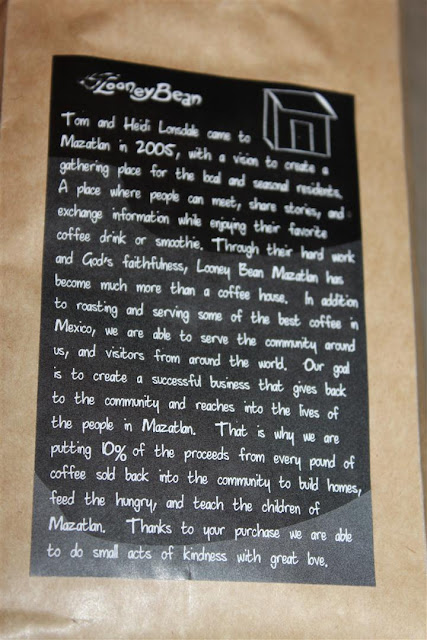 LooneyBean
Tom and Heidi Lonsdale came to
Mazatlan in 2005, with a vision to create a
gathering place for the local and seasonal residents.
A place where people can meet, share stories, and
exchange information while enjoying their favorite
coffee drink or smoothie. Through their hard work
and God's faithfulness, Looney Bean Mazatlan has
become much more than a coffee house. In addition
to roasting and serving some of the best coffee in
Mexico, we are able to serve the community around
us, and visitors from around the world. Our goal
is to create a successful business that gives back
to the community and reaches into the lives of
the people in Mazatlan. That is why we are
putting 10% of the proceeds from every pound of
coffee sold back into the community to build homes,
feed the hungry, and teach the children of
Mazatlan. Thanks to your purchase we are able
to do small acts of kindness with great love.